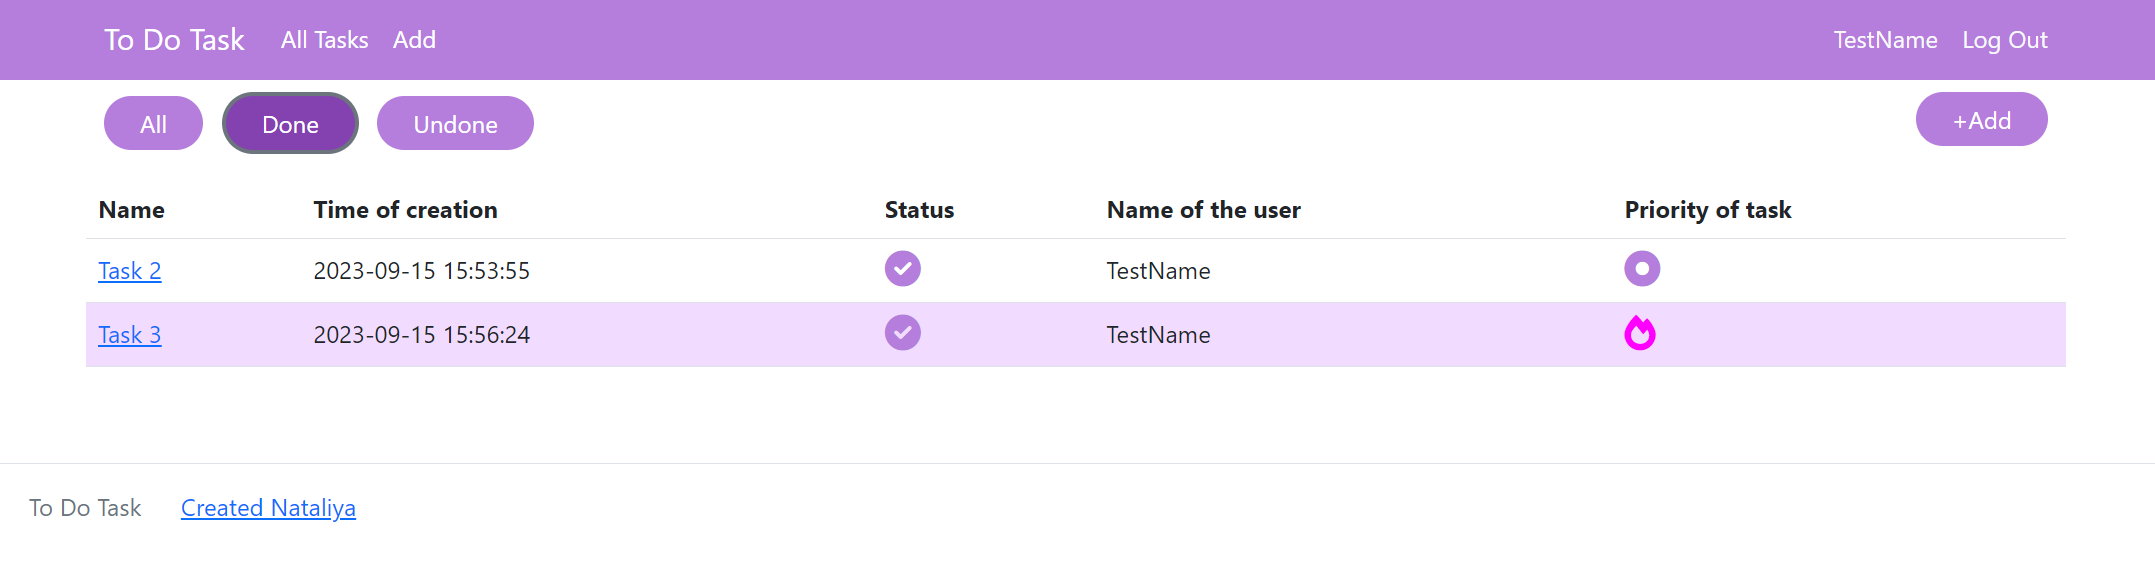 To Do Task All Tasks Add TestName Log Out
All Done Undone +Add
Name Time of creation Status Name of the user Priority of task
Task 2 2023-09-15 15:53:55 TestName
Task 3 2023-09-15 15:56:24 TestName
To Do Task Created Nataliya